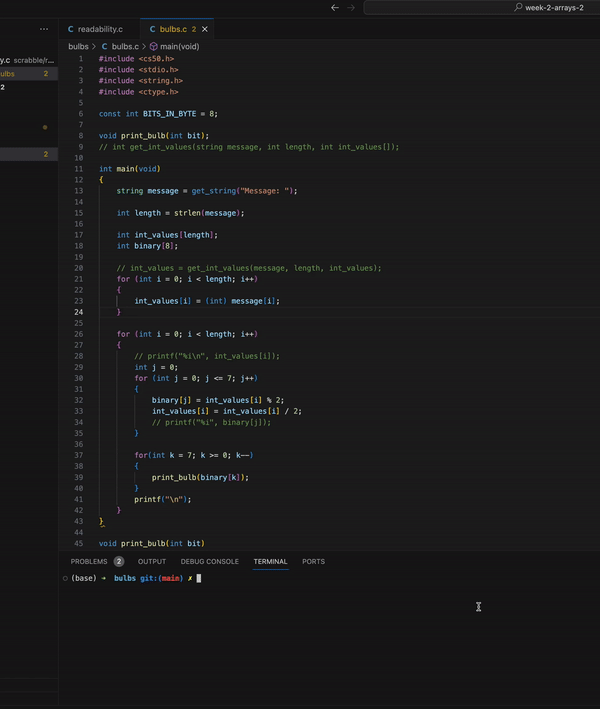 ← → week-2-arrays-2
··· readability.c bulbs.c 2 ×
bulbs > bulbs.c > main(void)
y.c scrabble/r...
ulbs 2
2
2
1 #include <cs50.h>
2 #include <stdio.h>
3 #include <string.h>
4 #include <ctype.h>
5
6 const int BITS_IN_BYTE = 8;
7
8 void print_bulb(int bit);
9 // int get_int_values(string message, int length, int int_values[]);
10
11 int main(void)
12 {
13 string message = get_string("Message: ");
14
15 int length = strlen(message);
16
17 int int_values[length];
18 int binary[8];
19
20 // int_values = get_int_values(message, length, int_values);
21 for (int i = 0; i < length; i++)
22 {
23 int_values[i] = (int) message[i];
24 }
25
26 for (int i = 0; i < length; i++)
27 {
28 // printf("%i\n", int_values[i]);
29 int j = 0;
30 for (int j = 0; j <= 7; j++)
31 {
32 binary[j] = int_values[i] % 2;
33 int_values[i] = int_values[i] / 2;
34 // printf("%i", binary[j]);
35 }
36
37 for(int k = 7; k >= 0; k--)
38 {
39 print_bulb(binary[k]);
40 }
41 printf("\n");
42 }
43 }
44
45 void print_bulb(int bit)
PROBLEMS 2 OUTPUT DEBUG CONSOLE TERMINAL PORTS
(base) ➜ bulbs git:(main) ✗